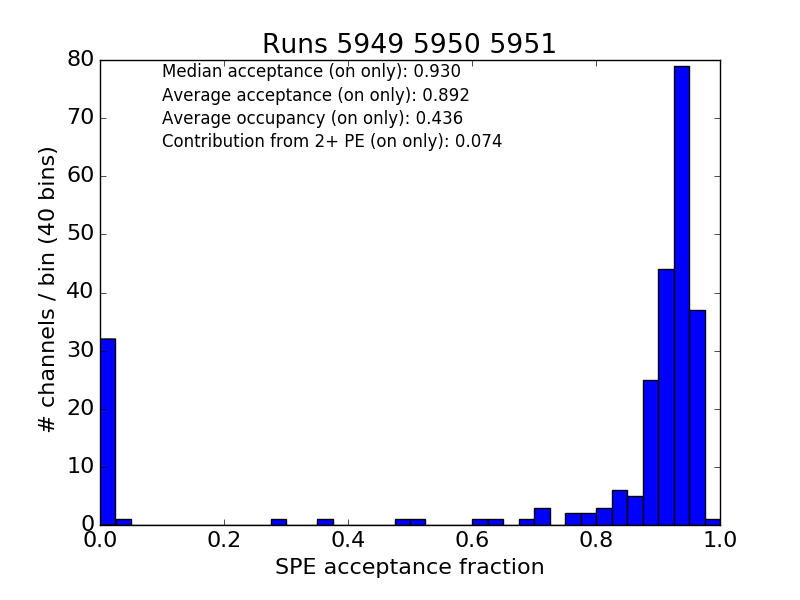 Runs 5949 5950 5951
Median acceptance (on only): 0.930
Average acceptance (on only): 0.892
Average occupancy (on only): 0.436
Contribution from 2+ PE (on only): 0.074
# channels / bin (40 bins)
80
70
60
50
40
30
20
10
0
0.0 0.2 0.4 0.6 0.8 1.0
SPE acceptance fraction